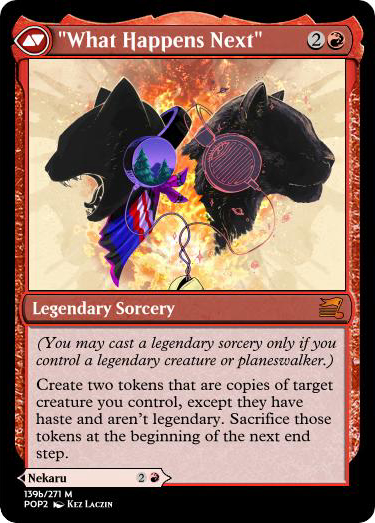 "What Happens Next" 2
Legendary Sorcery
(You may cast a legendary sorcery only if you
control a legendary creature or planeswalker.)
Create two tokens that are copies of target
creature you control, except they have
haste and aren't legendary. Sacrifice those
tokens at the beginning of the next end
step.
Nekaru 2
139b/271 M
POP2 Kez Laczin